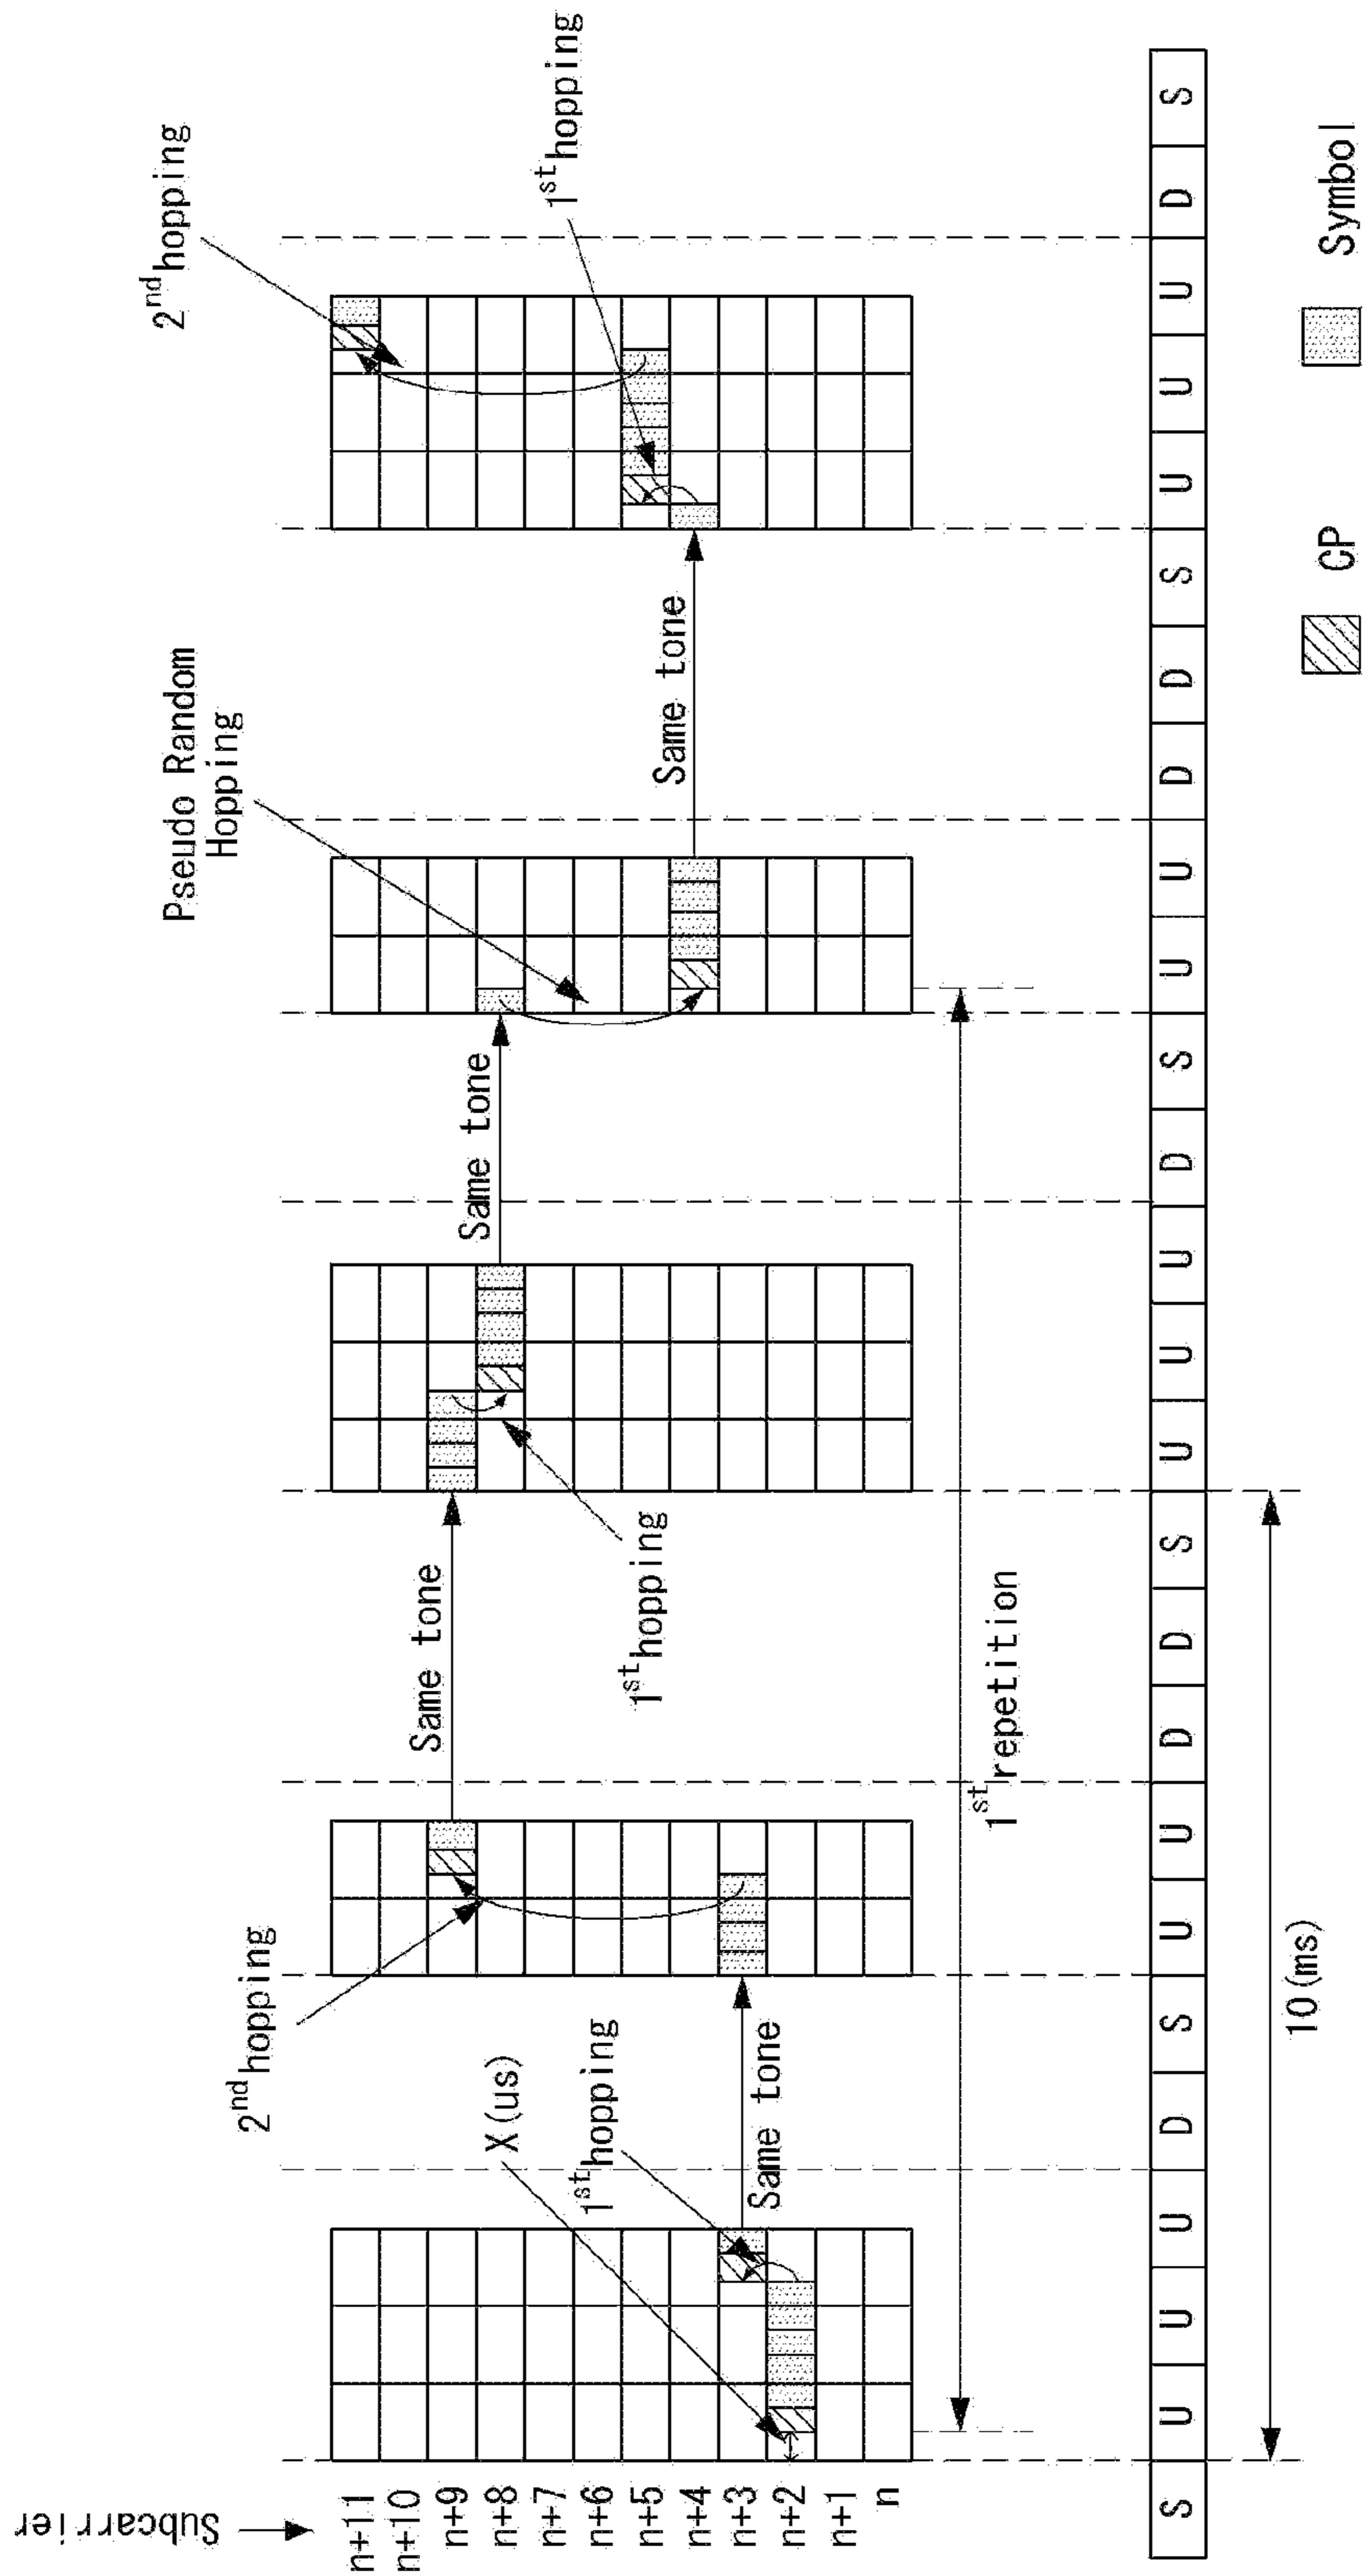 Subcarrier
n+11
n+10
n+9
n+8
n+7
n+6
n+5
n+4
n+3
n+2
n+1
n
2nd hopping
Pseudo Random
Hopping
2nd hopping
Same tone
Same tone
X(us)
1st hopping
1st hopping
1st hopping
Same tone
Same tone
1st repetition
S U U U D S U U D D S U U U D S U U D D S U U U D S
10(ms)
CP
Symbol